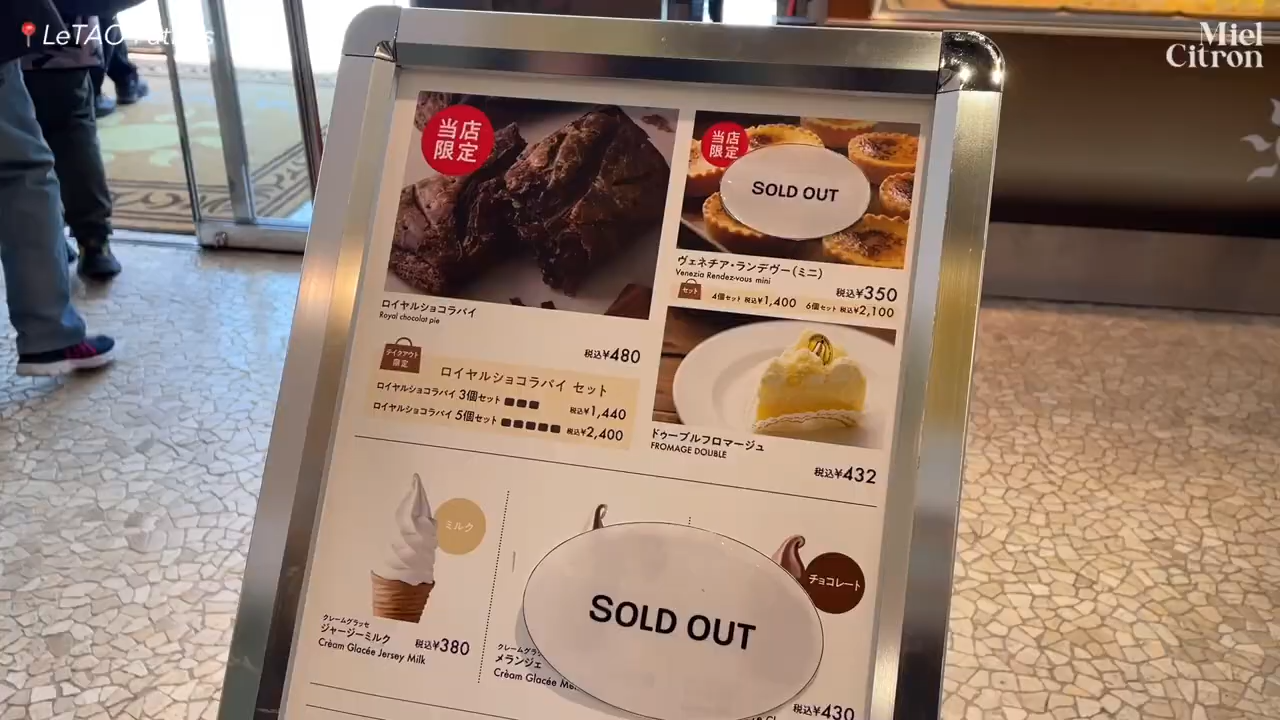 📍LeTAO
Miel
Citron
当店
限定
当店
限定
SOLD OUT
ロイヤルショコラパイ
Royal chocolat pie
税込¥480
ヴェネチア・ランデヴー(ミニ)
Venezia Rendez-vous mini
税込¥350
セット
4個セット 税込¥1,400 6個セット 税込¥2,100
テイクアウト
限定
ロイヤルショコラパイ セット
ロイヤルショコラパイ 3個セット 税込¥1,440
ロイヤルショコラパイ 5個セット 税込¥2,400
ドゥーブルフロマージュ
FROMAGE DOUBLE
税込¥432
ミルク
クレームグラッセ
ジャージーミルク
Crèam Glacée Jersey Milk
税込¥380
チョコレート
SOLD OUT
メランジェ
Crèam Glacée
税込¥430